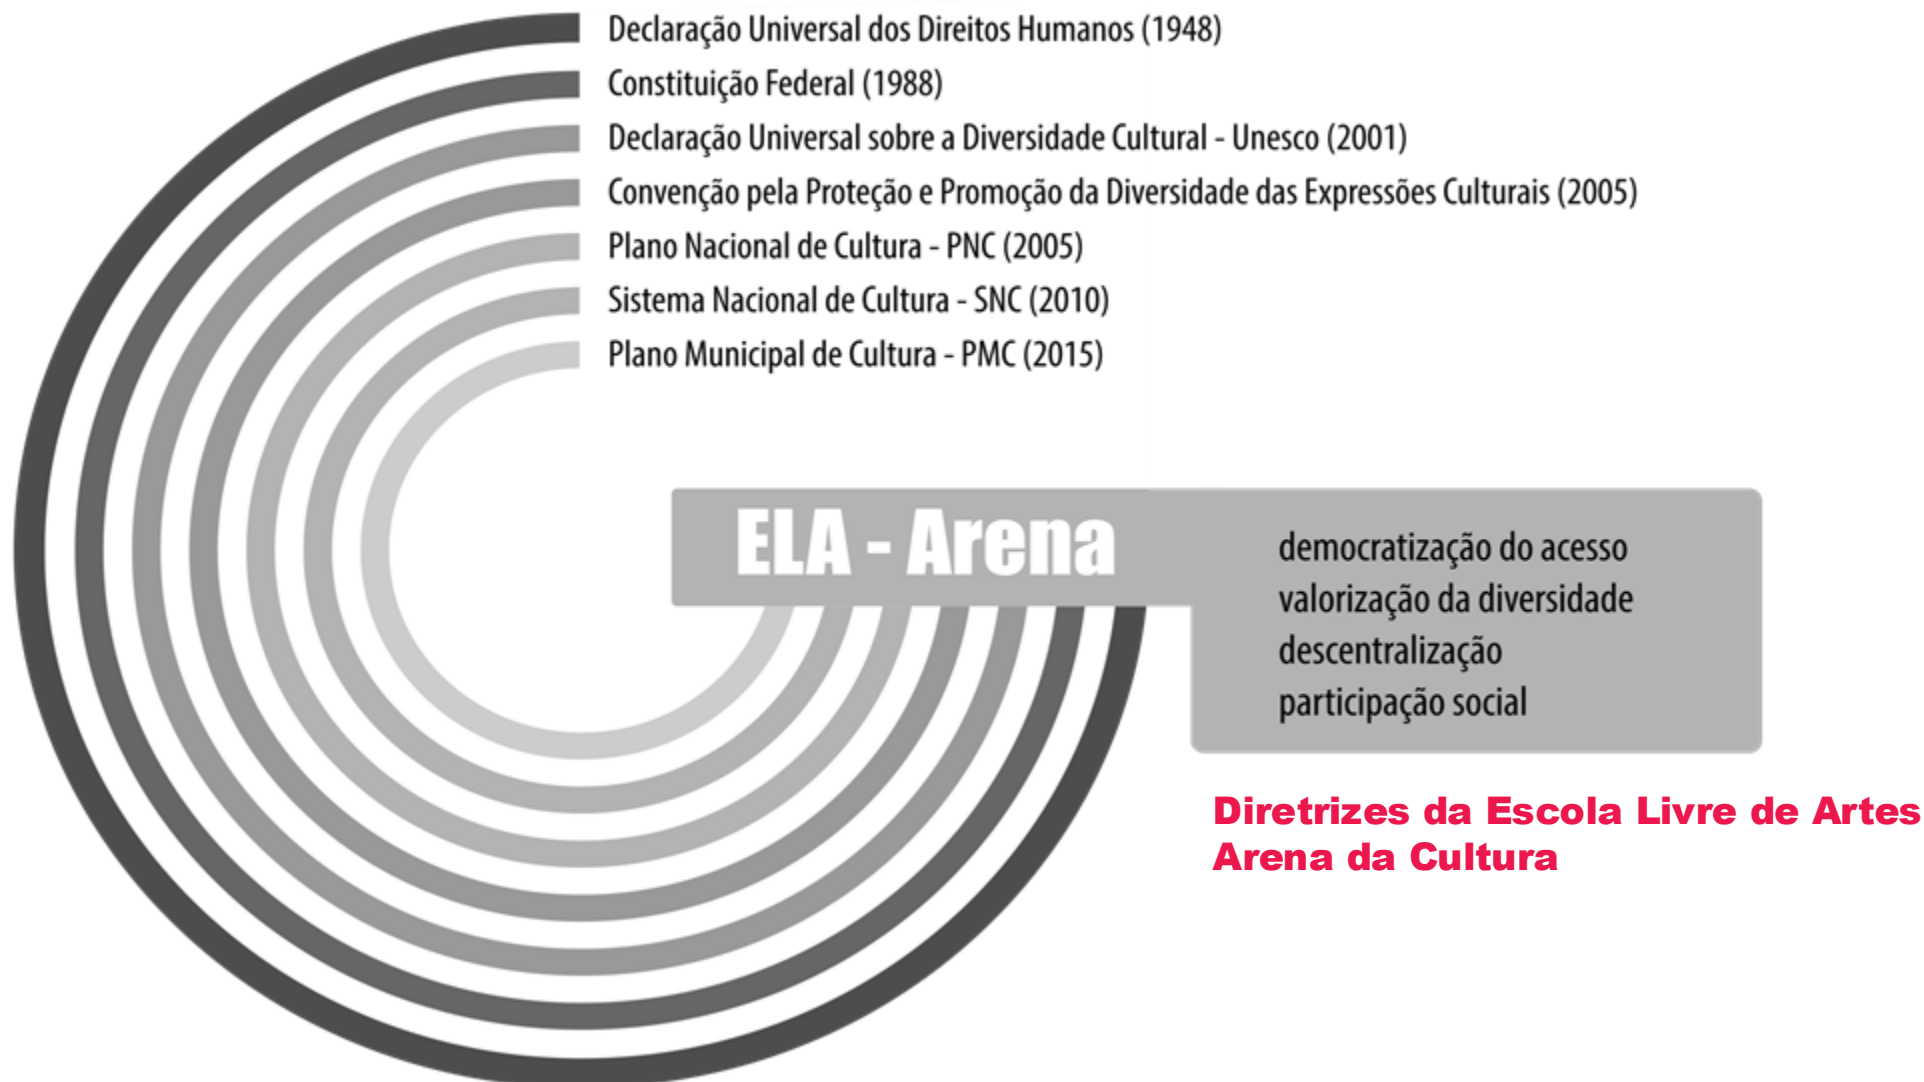 Declaração Universal dos Direitos Humanos (1948)
Constituição Federal (1988)
Declaração Universal sobre a Diversidade Cultural - Unesco (2001)
Convenção pela Proteção e Promoção da Diversidade das Expressões Culturais (2005)
Plano Nacional de Cultura - PNC (2005)
Sistema Nacional de Cultura - SNC (2010)
Plano Municipal de Cultura - PMC (2015)
ELA - Arena
democratização do acesso
valorização da diversidade
descentralização
participação social
Diretrizes da Escola Livre de Artes
Arena da Cultura